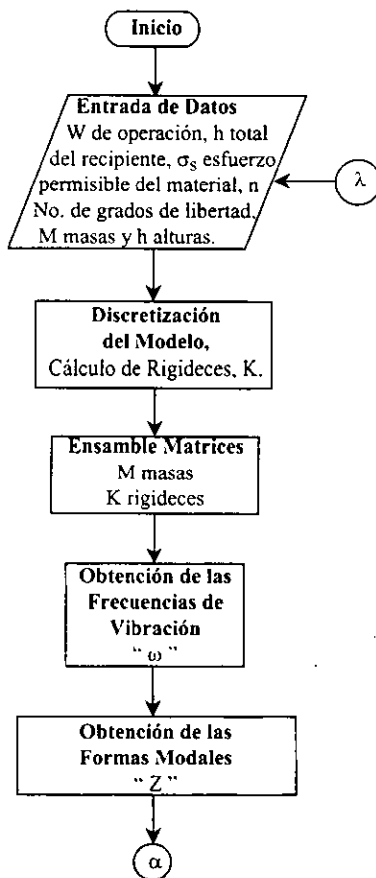 Inicio
Entrada de Datos
W de operación, h total
del recipiente, σs esfuerzo
permisible del material, n
No. de grados de libertad,
M masas y h alturas.
λ
Discretización
del Modelo,
Cálculo de Rigideces, K.
Ensamble Matrices
M masas
K rigideces
Obtención de las
Frecuencias de
Vibración
“ ω ”
Obtención de las
Formas Modales
“ Z ”
α